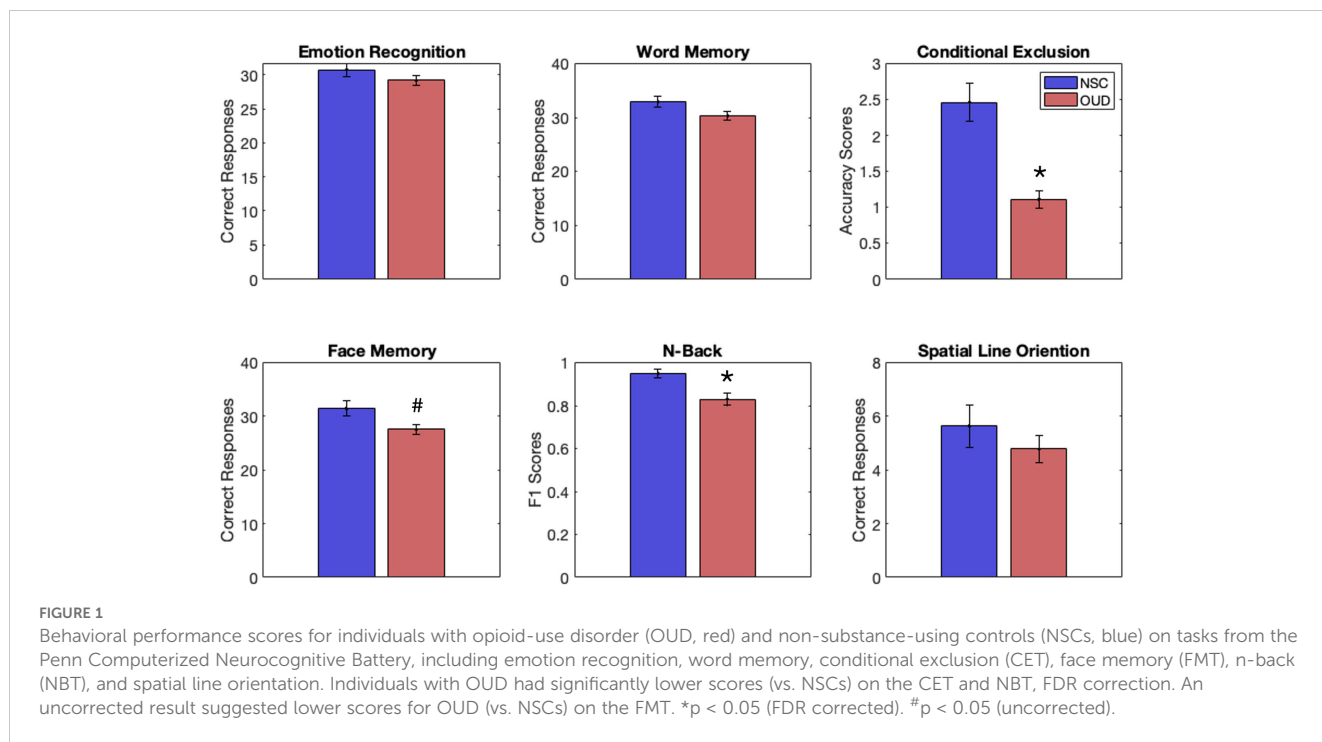 Emotion Recognition
Correct Responses
30
25
20
15
10
5
0
Word Memory
Correct Responses
40
30
20
10
0
Conditional Exclusion
Accuracy Scores
3
2.5
2
1.5
1
0.5
0
NSC
OUD
*
Face Memory
Correct Responses
40
30
20
10
0
#
N-Back
F1 Scores
1
0.8
0.6
0.4
0.2
0
*
Spatial Line Oriention
Correct Responses
8
6
4
2
0
FIGURE 1
Behavioral performance scores for individuals with opioid-use disorder (OUD, red) and non-substance-using controls (NSCs, blue) on tasks from the
Penn Computerized Neurocognitive Battery, including emotion recognition, word memory, conditional exclusion (CET), face memory (FMT), n-back
(NBT), and spatial line orientation. Individuals with OUD had significantly lower scores (vs. NSCs) on the CET and NBT, FDR correction. An
uncorrected result suggested lower scores for OUD (vs. NSCs) on the FMT. *p < 0.05 (FDR corrected). #p < 0.05 (uncorrected).